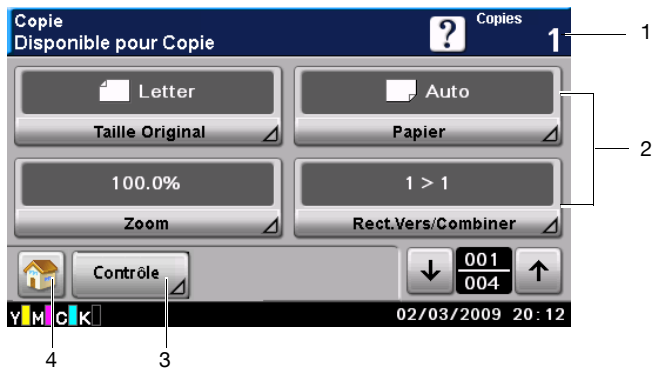 Copie
Disponible pour Copie
?
Copies
1
1
Letter
Auto
Taille Original
Papier
2
100.0%
1 > 1
Zoom
Rect.Vers/Combiner
Contrôle
001
004
Y M C K
02/03/2009 20:12
4
3